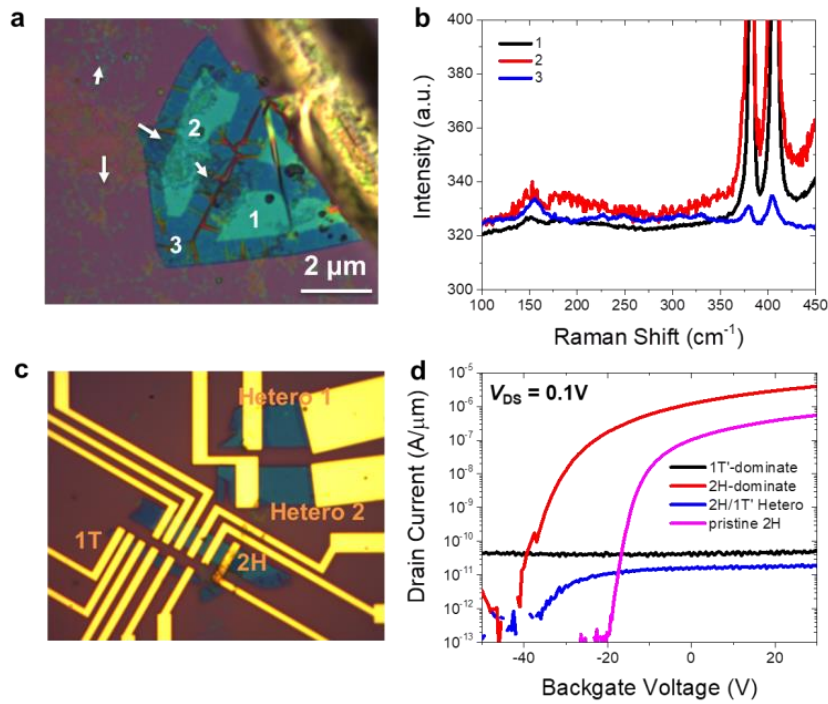 a
2
1
3
2 μm
b
Intensity (a.u.)
400
380
360
340
320
300
1
2
3
100 150 200 250 300 350 400 450
Raman Shift (cm⁻¹)
c
Hetero 1
Hetero 2
1T
2H
d
Drain Current (A/μm)
10⁻⁵
10⁻⁶
10⁻⁷
10⁻⁸
10⁻⁹
10⁻¹⁰
10⁻¹¹
10⁻¹²
10⁻¹³
V_DS = 0.1V
1T'-dominate
2H-dominate
2H/1T' Hetero
pristine 2H
-40 -20 0 20
Backgate Voltage (V)